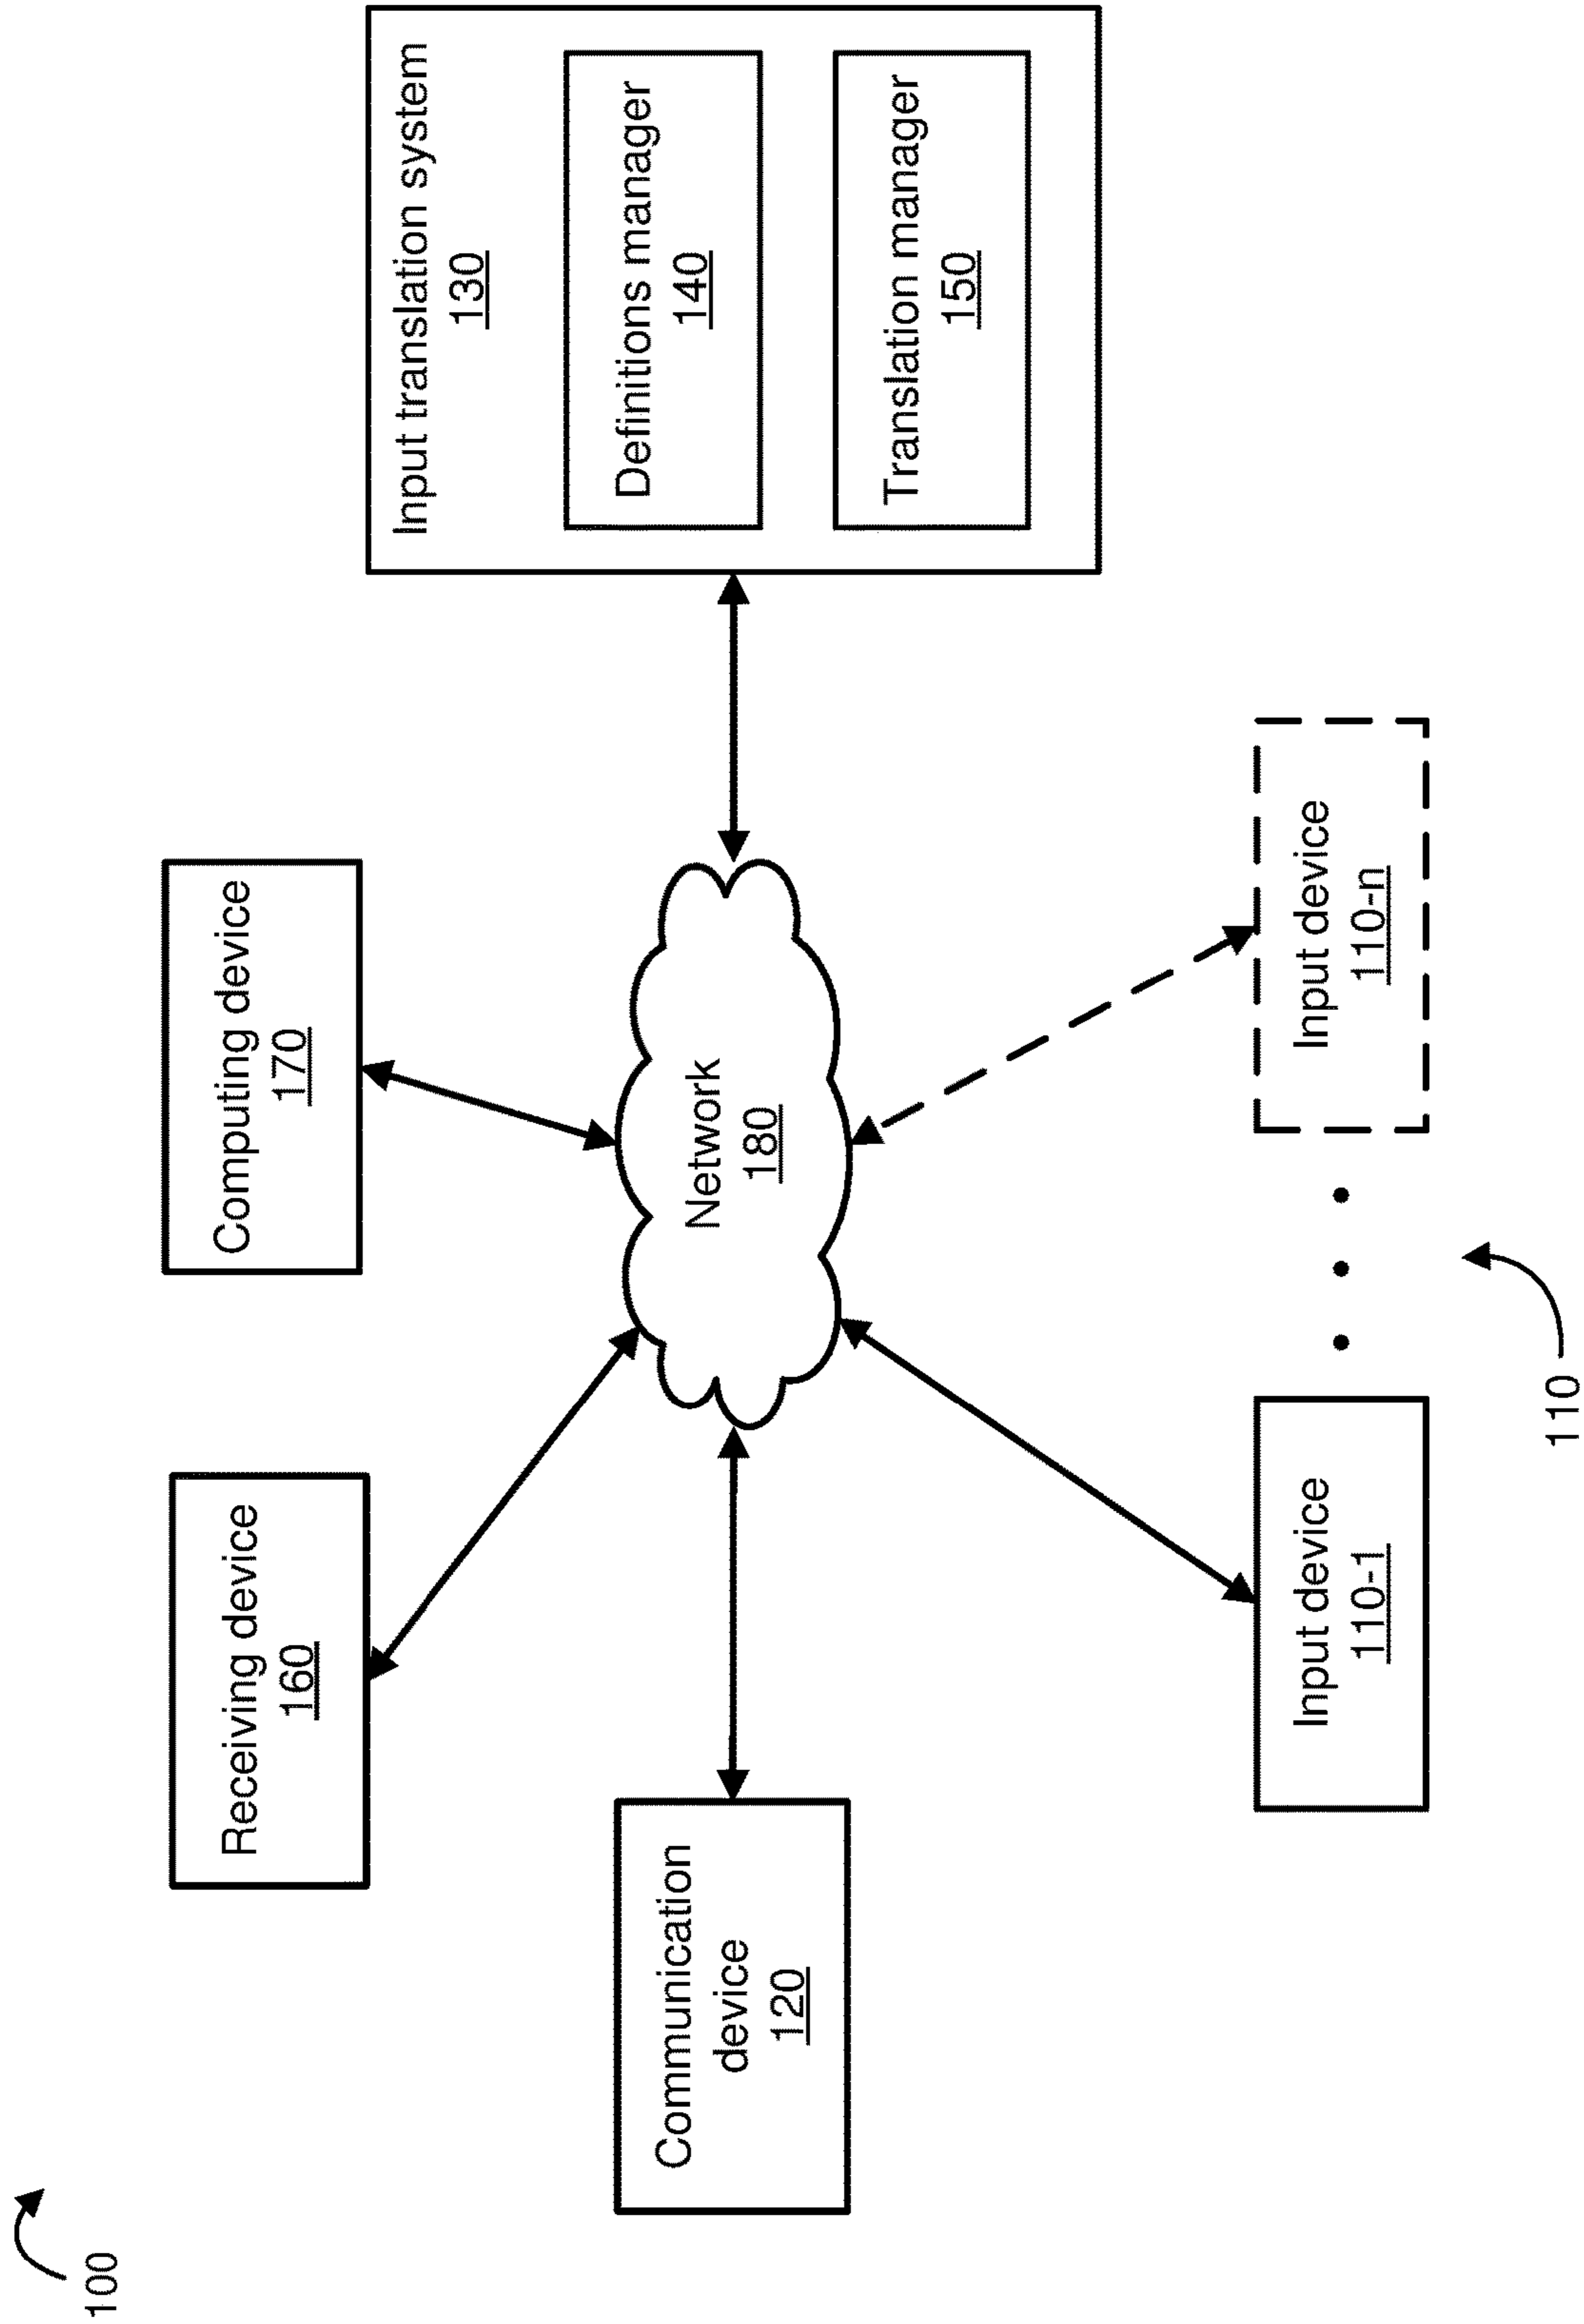 100
Receiving device
160
Computing device
170
Input translation system
130
Definitions manager
140
Translation manager
150
Communication
device
120
Network
180
Input device
110-1
Input device
110-n
110